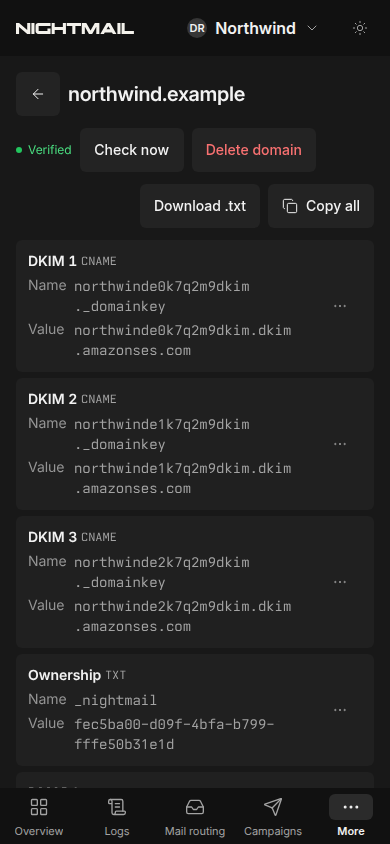 NIGHTMAIL
DR Northwind
northwind.example
Verified
Check now
Delete domain
Download .txt
Copy all
DKIM 1 CNAME
Name northwinde0k7q2m9dkim
._domainkey
Value northwinde0k7q2m9dkim.dkim
.amazonses.com
DKIM 2 CNAME
Name northwinde1k7q2m9dkim
._domainkey
Value northwinde1k7q2m9dkim.dkim
.amazonses.com
DKIM 3 CNAME
Name northwinde2k7q2m9dkim
._domainkey
Value northwinde2k7q2m9dkim.dkim
.amazonses.com
Ownership TXT
Name _nightmail
Value fec5ba00-d09f-4bfa-b799-
fffe50b31e1d
Overview
Logs
Mail routing
Campaigns
More